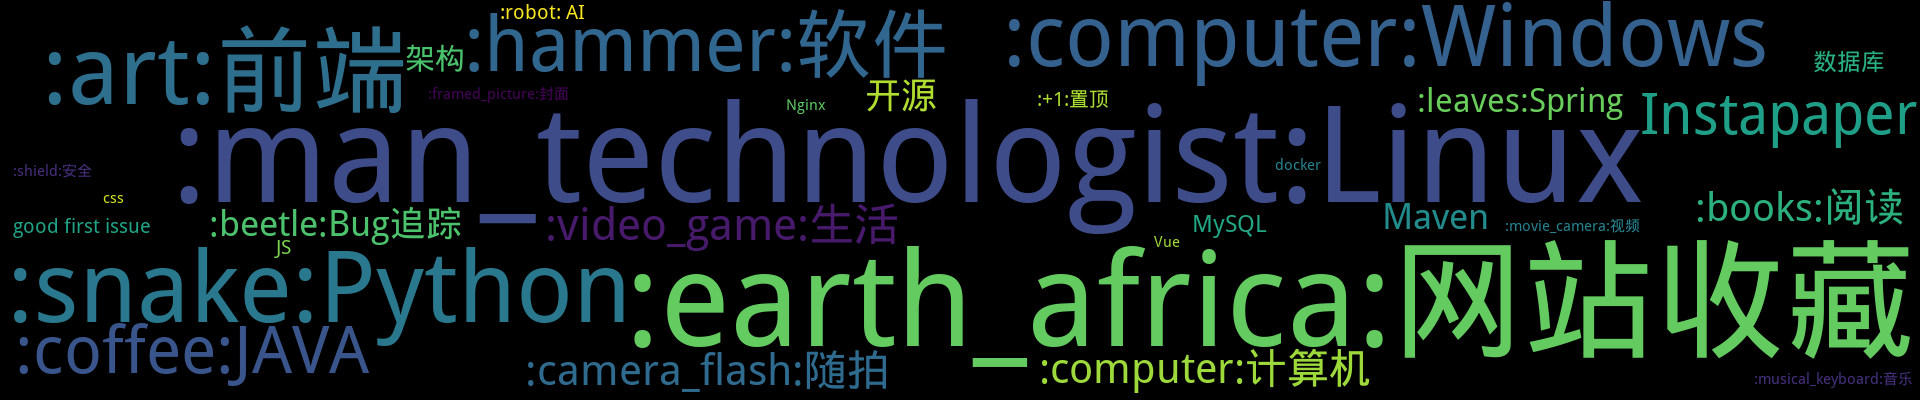 :robot: AI
:art:前端
架构
:hammer:软件
:computer:Windows
数据库
:framed_picture:封面
Nginx
开源
:+1:置顶
:leaves:Spring
Instapaper
:man_technologist:Linux
:shield:安全
docker
css
good first issue
:beetle:Bug追踪
:video_game:生活
MySQL
Maven
:movie_camera:视频
:books:阅读
JS
Vue
:snake:Python
:earth_africa:网站收藏
:coffee:JAVA
:camera_flash:随拍
:computer:计算机
:musical_keyboard:音乐